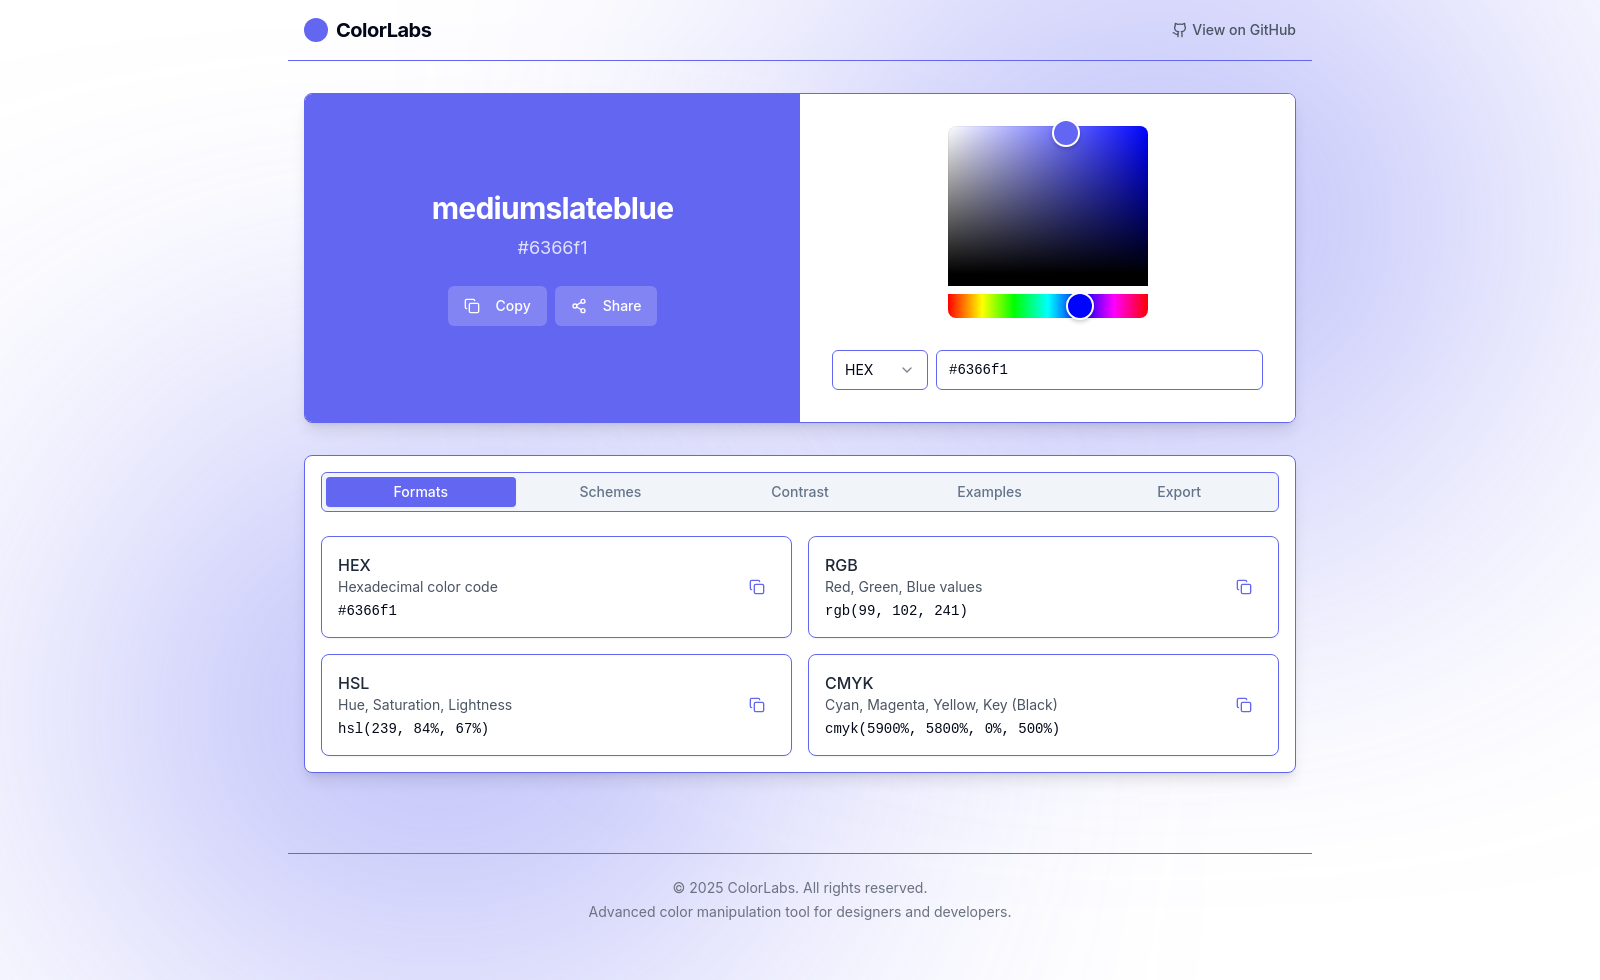 ColorLabs
View on GitHub
mediumslateblue
#6366f1
Copy
Share
HEX
#6366f1
Formats
Schemes
Contrast
Examples
Export
HEX
Hexadecimal color code
#6366f1
RGB
Red, Green, Blue values
rgb(99, 102, 241)
HSL
Hue, Saturation, Lightness
hsl(239, 84%, 67%)
CMYK
Cyan, Magenta, Yellow, Key (Black)
cmyk(5900%, 5800%, 0%, 500%)
© 2025 ColorLabs. All rights reserved.
Advanced color manipulation tool for designers and developers.